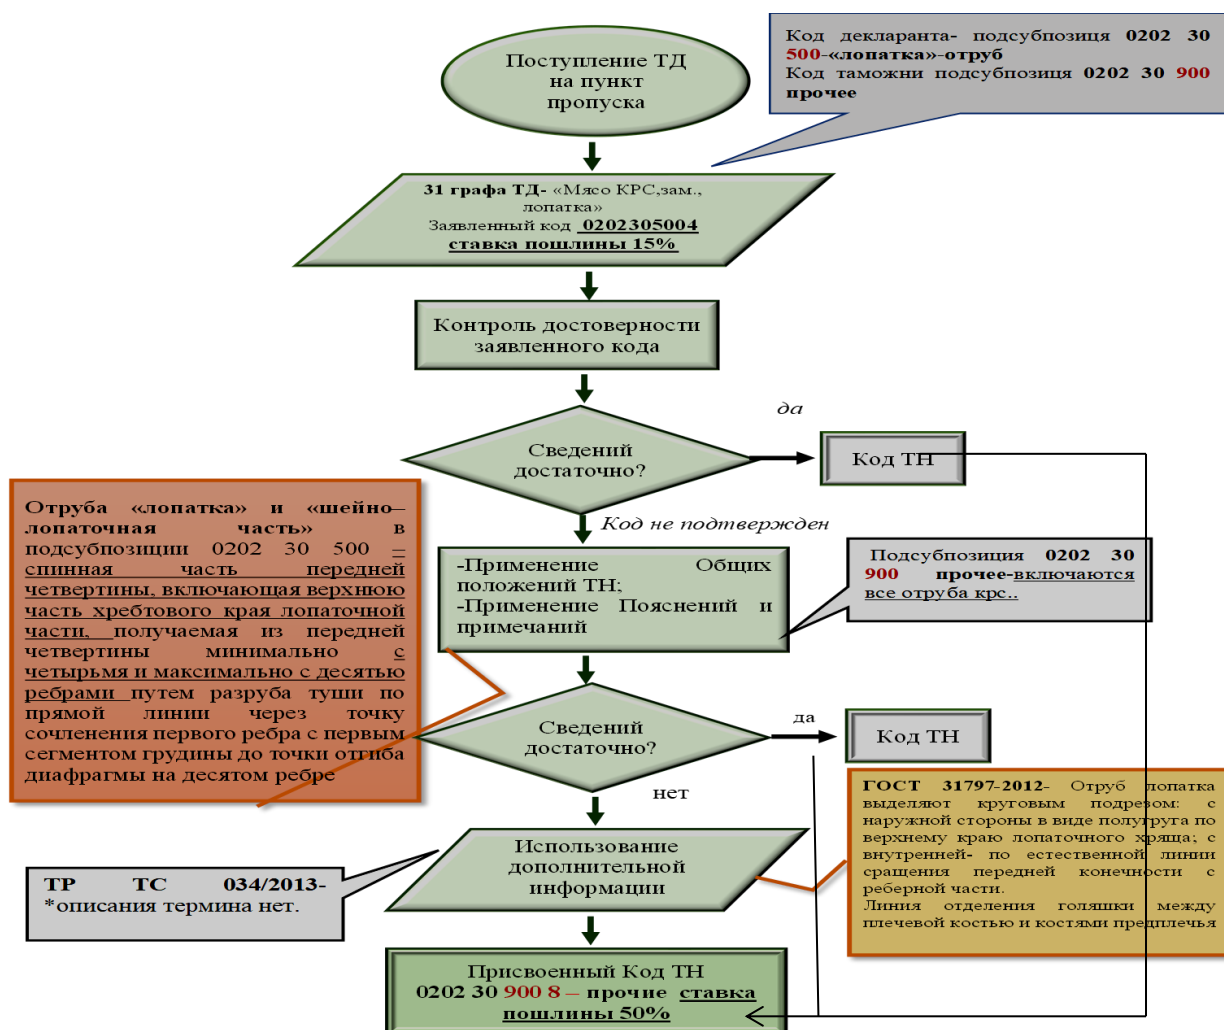 Поступление ТД
на пункт
пропуска
Код декларанта- подсубпозиця 0202 30
500-«лопатка»-отруб
Код таможни подсубпозиця 0202 30 900
прочее
31 графа ТД- «Мясо КРС,зам.,
лопатка»
Заявленный код 0202305004
ставка пошлины 15%
Контроль достоверности
заявленного кода
Сведений
достаточно?
да
Код ТН
Код не подтвержден
Отруба «лопатка» и «шейно–
лопаточная часть» в
подсубпозиции 0202 30 500 –
спинная часть передней
четвертины, включающая верхнюю
часть хребтового края лопаточной
части, получаемая из передней
четвертины минимально с
четырьмя и максимально с десятью
ребрами путем разруба туши по
прямой линии через точку
сочленения первого ребра с первым
сегментом грудины до точки отгиба
диафрагмы на десятом ребре
-Применение Общих
положений ТН;
-Применение Пояснений и
примечаний
Подсубпозиция 0202 30
900 прочее-включаются
все отруба крс..
Сведений
достаточно?
да
Код ТН
нет
ГОСТ 31797-2012- Отруб лопатка
выделяют круговым подрезом: с
наружной стороны в виде полугруга по
верхнему краю лопаточного хряща; с
внутренней- по естественной линии
сращения передней конечности с
реберной части.
Линия отделения голяшки между
плечевой костью и костями предплечья
Использование
дополнительной
информации
ТР ТС 034/2013-
*описания термина нет.
Присвоенный Код ТН
0202 30 900 8 – прочие ставка
пошлины 50%